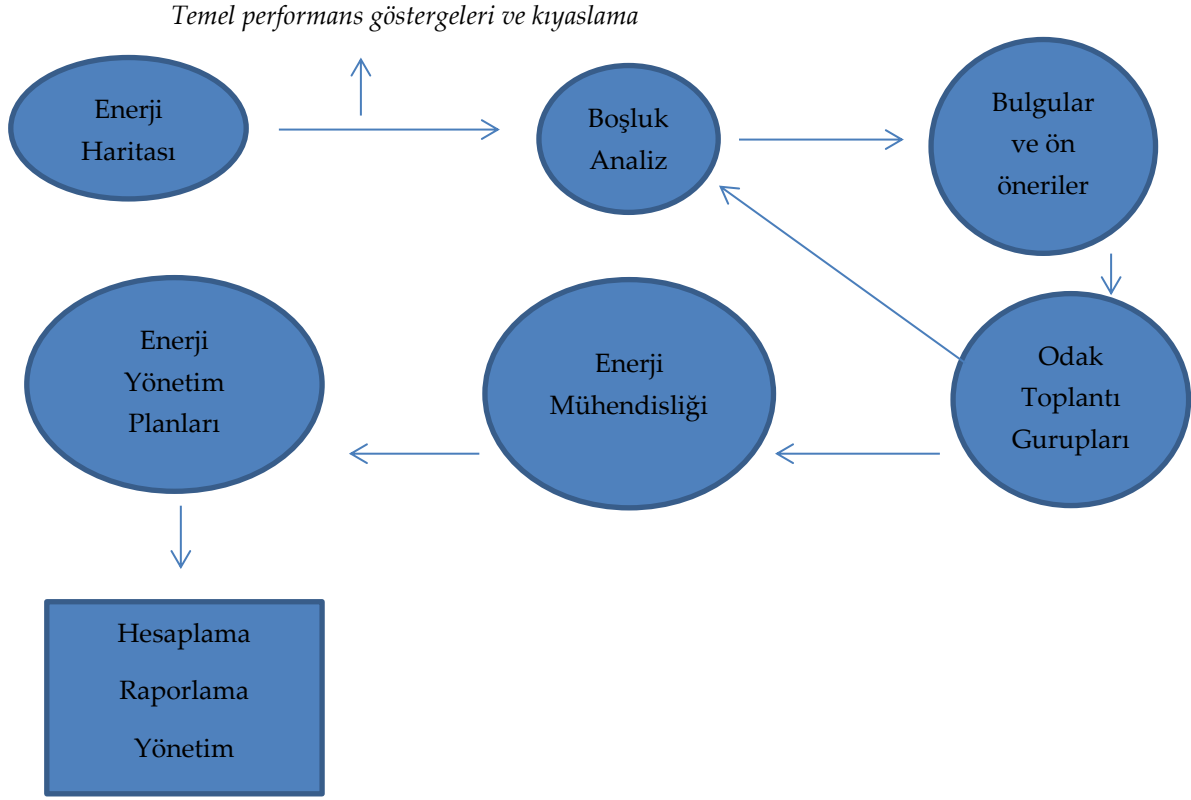 Temel performans göstergeleri ve kıyaslama
Enerji
Haritası
Boşluk
Analiz
Bulgular
ve ön
öneriler
Enerji
Yönetim
Planları
Enerji
Mühendisliği
Odak
Toplantı
Gurupları
Hesaplama
Raporlama
Yönetim